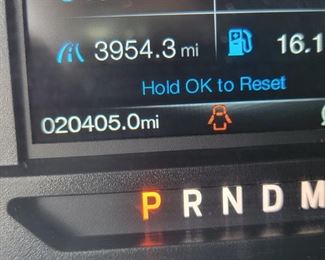 3954.3 mi 16.1
Hold OK to Reset
020405.0mi
P R N D M